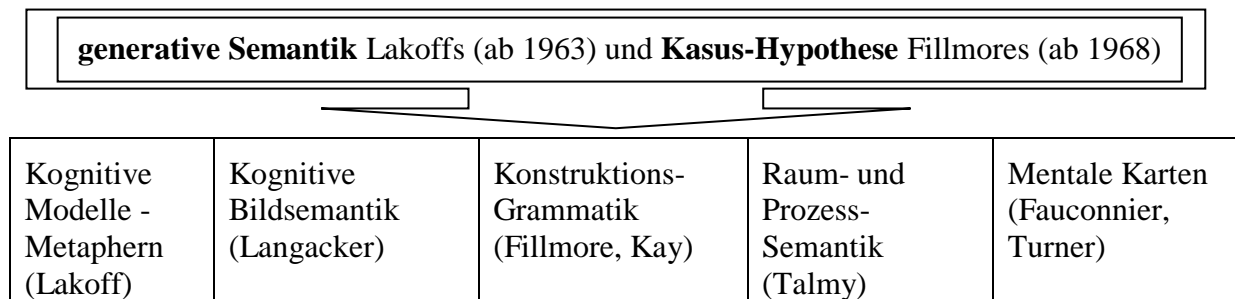 generative Semantik Lakoffs (ab 1963) und Kasus-Hypothese Fillmores (ab 1968)
Kognitive
Modelle -
Metaphern
(Lakoff)
Kognitive
Bildsemantik
(Langacker)
Konstruktions-
Grammatik
(Fillmore, Kay)
Raum- und
Prozess-
Semantik
(Talmy)
Mentale Karten
(Fauconnier,
Turner)